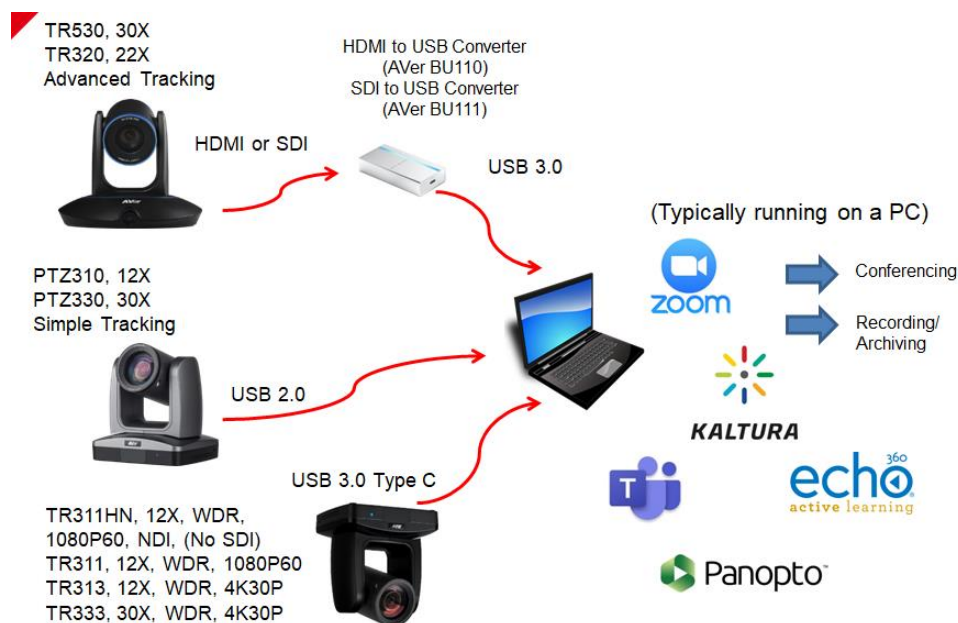 TR530, 30X
TR320, 22X
Advanced Tracking
HDMI or SDI
HDMI to USB Converter
(AVer BU110)
SDI to USB Converter
(AVer BU111)
USB 3.0
(Typically running on a PC)
zoom
Conferencing
Recording/
Archiving
PTZ310, 12X
PTZ330, 30X
Simple Tracking
USB 2.0
KALTURA
T
echo
360
active learning
Panopto
USB 3.0 Type C
TR311HN, 12X, WDR,
1080P60, NDI, (No SDI)
TR311, 12X, WDR, 1080P60
TR313, 12X, WDR, 4K30P
TR333, 30X, WDR, 4K30P